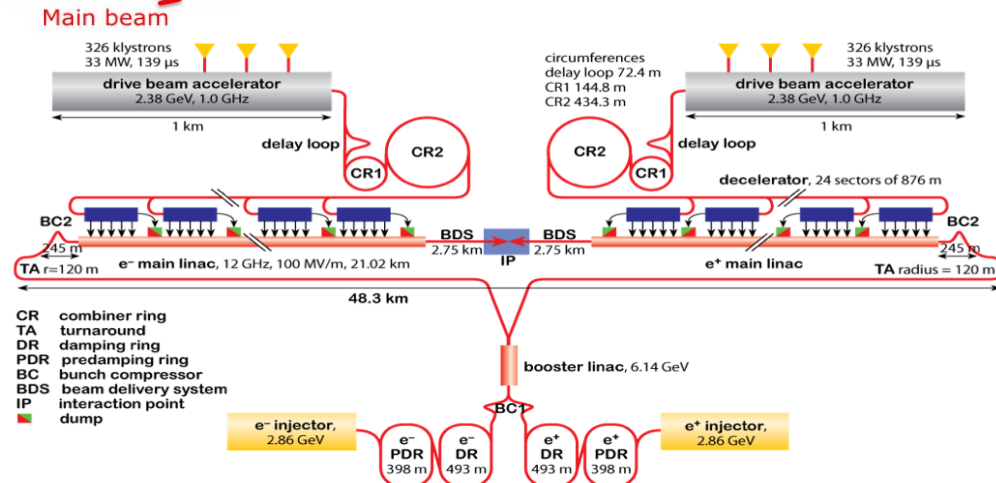 Main beam
326 klystrons
33 MW, 139 μs
drive beam accelerator
2.38 GeV, 1.0 GHz
1 km
delay loop
CR1
CR2
circumferences
delay loop 72.4 m
CR1 144.8 m
CR2 434.3 m
326 klystrons
33 MW, 139 μs
drive beam accelerator
2.38 GeV, 1.0 GHz
1 km
delay loop
CR2
CR1
decelerator, 24 sectors of 876 m
BC2
245 m
TA r=120 m
e⁻ main linac, 12 GHz, 100 MV/m, 21.02 km
BDS
2.75 km
IP
BDS
2.75 km
e⁺ main linac
BC2
245 m
TA radius = 120 m
48.3 km
CR combiner ring
TA turnaround
DR damping ring
PDR predamping ring
BC bunch compressor
BDS beam delivery system
IP interaction point
dump
booster linac, 6.14 GeV
BC1
e⁻ injector,
2.86 GeV
e⁻
PDR
398 m
e⁻
DR
493 m
e⁺
DR
493 m
e⁺
PDR
398 m
e⁺ injector,
2.86 GeV